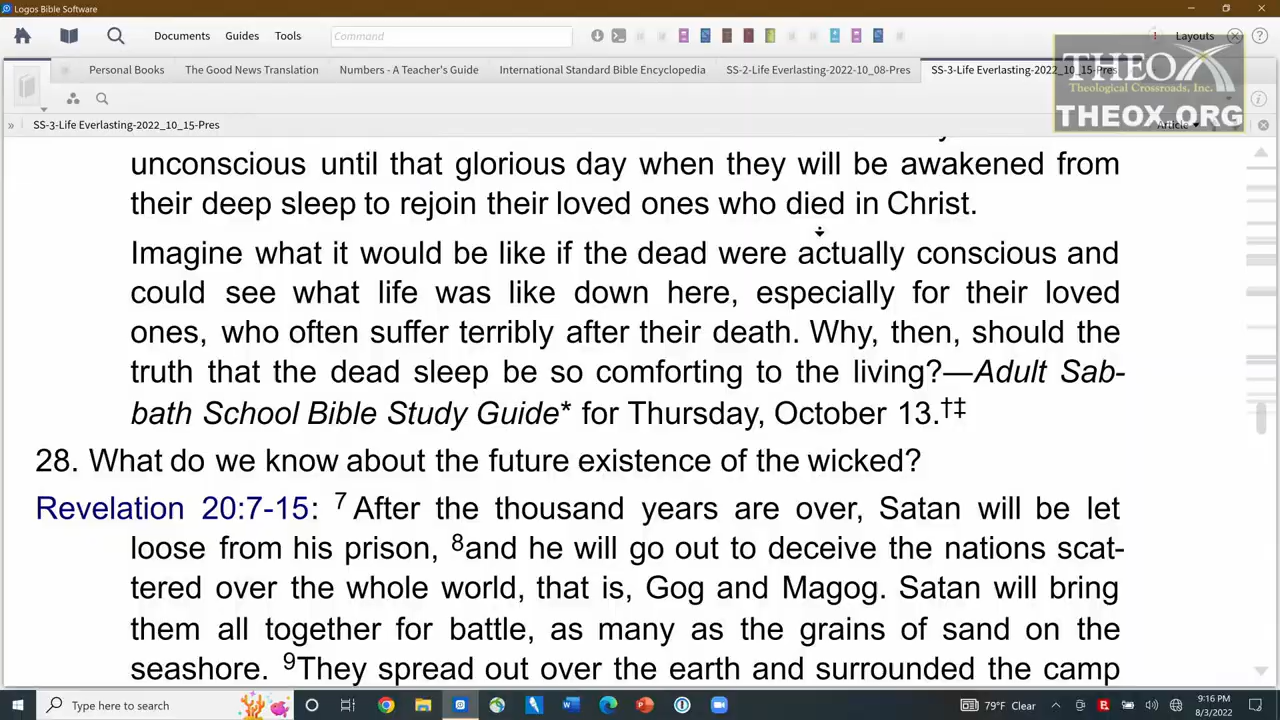 Logos Bible Software
Documents Guides Tools Command Layouts
Personal Books The Good News Translation Number Teacher's Guide International Standard Bible Encyclopedia SS-2-Life Everlasting-2022-10_08-Pres SS-3-Life Everlasting-2022_10_15-Pres
THEOX
Theological Crossroads, Inc.
THEOX.ORG
SS-3-Life Everlasting-2022_10_15-Pres Article
unconscious until that glorious day when they will be awakened from
their deep sleep to rejoin their loved ones who died in Christ.
Imagine what it would be like if the dead were actually conscious and
could see what life was like down here, especially for their loved
ones, who often suffer terribly after their death. Why, then, should the
truth that the dead sleep be so comforting to the living?—Adult Sab-
bath School Bible Study Guide* for Thursday, October 13.†‡
28. What do we know about the future existence of the wicked?
Revelation 20:7-15: 7 After the thousand years are over, Satan will be let
loose from his prison, 8and he will go out to deceive the nations scat-
tered over the whole world, that is, Gog and Magog. Satan will bring
them all together for battle, as many as the grains of sand on the
seashore. 9They spread out over the earth and surrounded the camp
Type here to search
79°F Clear
9:16 PM
8/3/2022